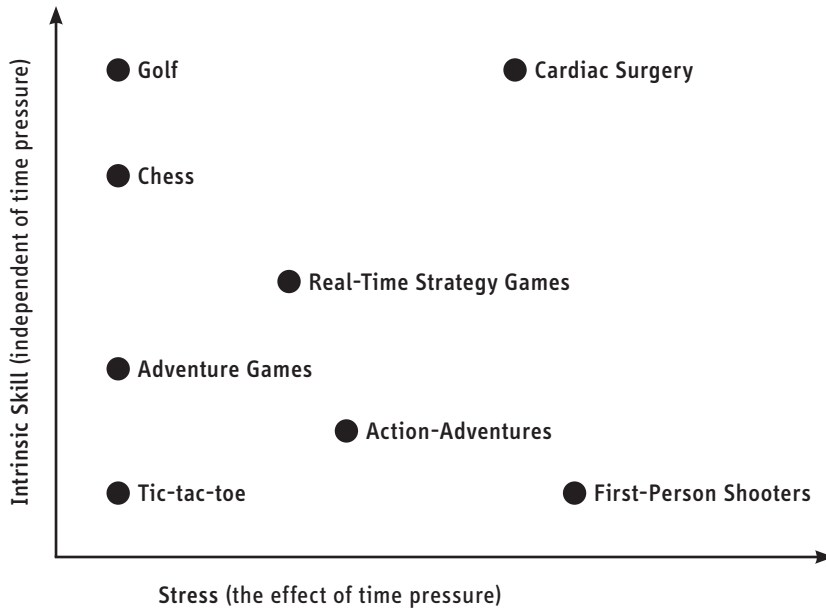 Intrinsic Skill (independent of time pressure)
Golf
Cardiac Surgery
Chess
Real-Time Strategy Games
Adventure Games
Action-Adventures
Tic-tac-toe
First-Person Shooters
Stress (the effect of time pressure)